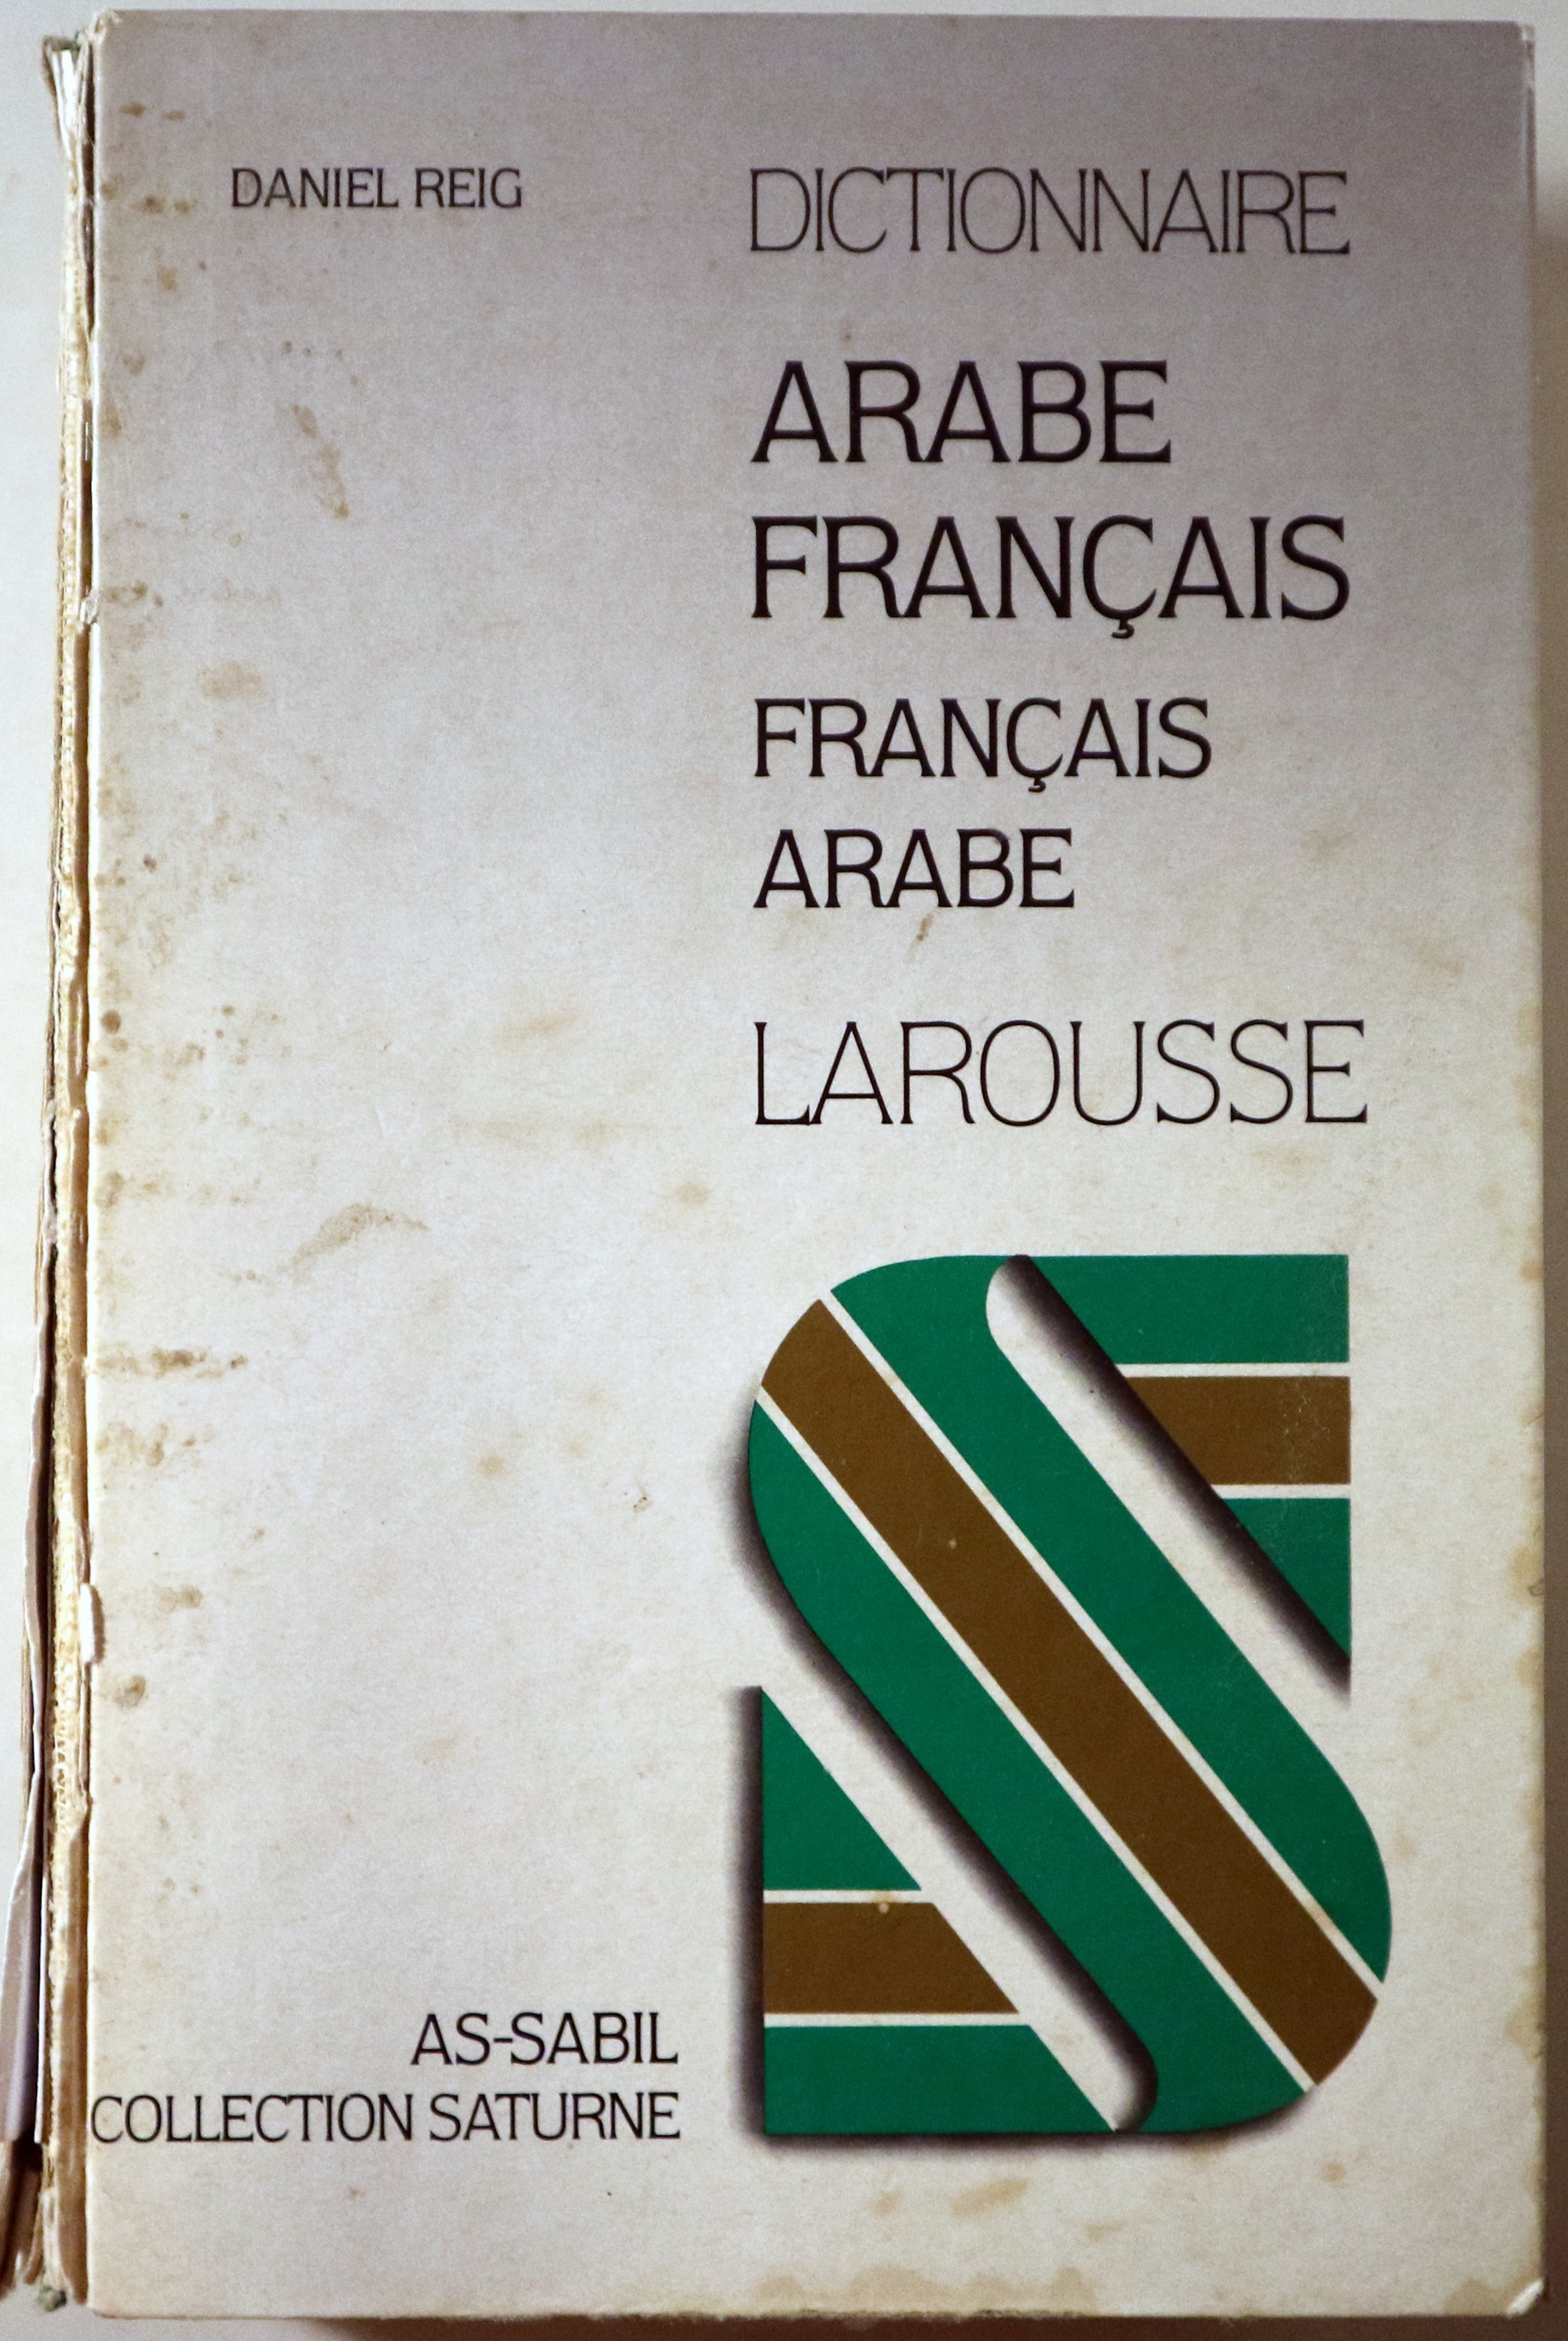 DANIEL REIG
DICTIONNAIRE
ARABE
FRANÇAIS
FRANÇAIS
ARABE
LAROUSSE
S
AS-SABIL
COLLECTION SATURNE